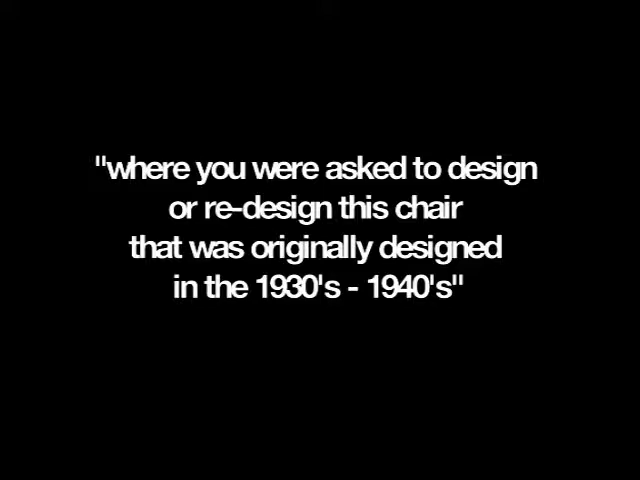 "where you were asked to design
or re-design this chair
that was originally designed
in the 1930's - 1940's"